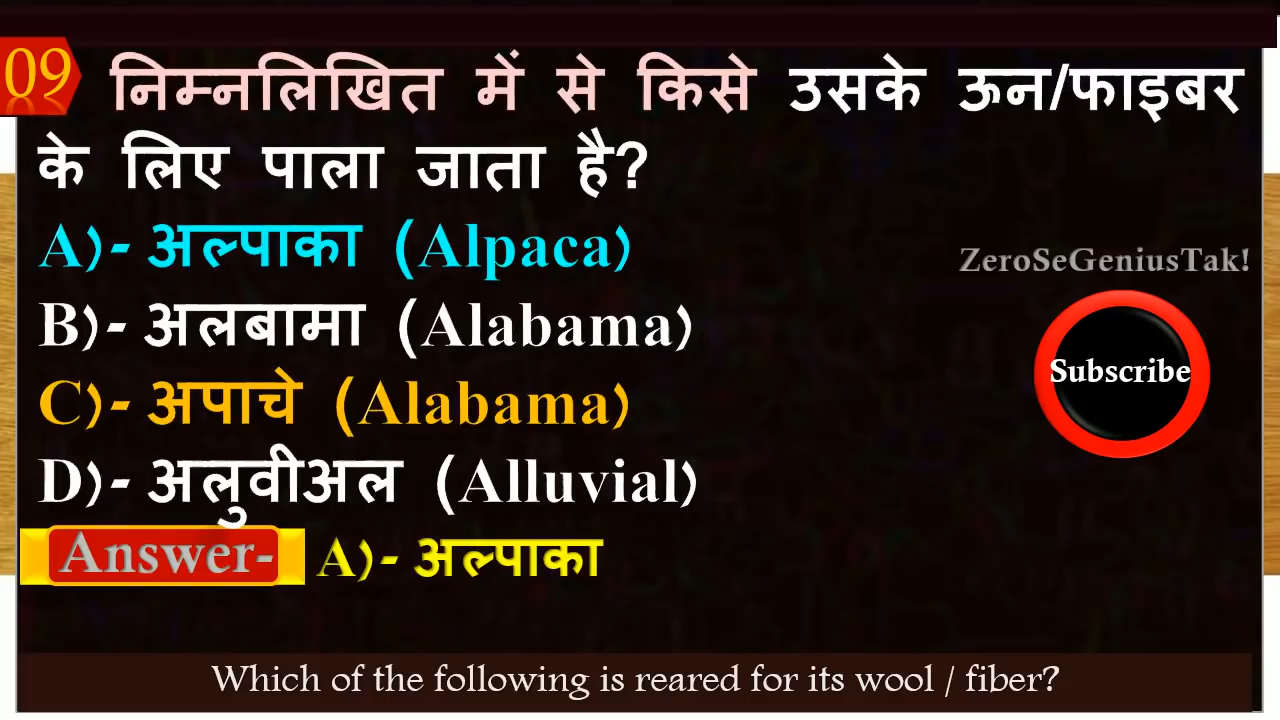 09 निम्नलिखित में से किसे उसके ऊन/फाइबर
के लिए पाला जाता है?
A)- अल्पाका (Alpaca)
ZeroSeGeniusTak!
B)- अलबामा (Alabama)
Subscribe
C)- अपाचे (Alabama)
D)- अलुवीअल (Alluvial)
Answer- A)- अल्पाका
Which of the following is reared for its wool / fiber?